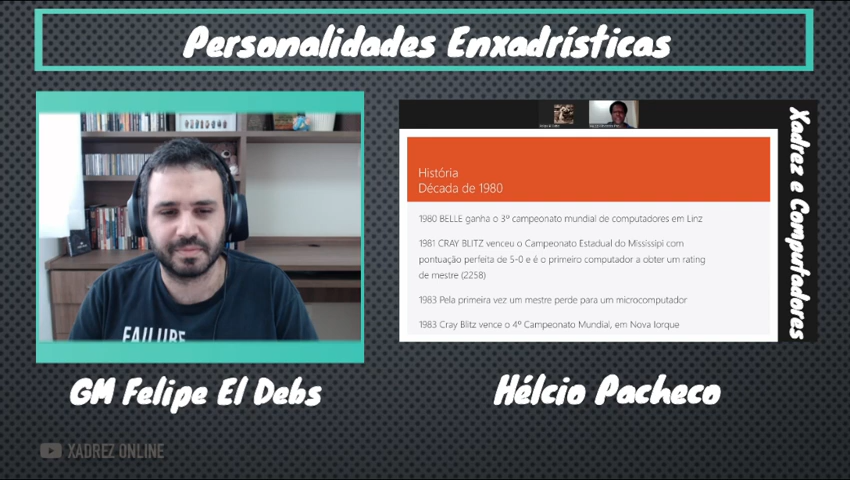 Personalidades Enxadrísticas
História
Década de 1980
1980 BELLE ganha o 3º campeonato mundial de computadores em Linz
1981 CRAY BLITZ venceu o Campeonato Estadual do Mississipi com
pontuação perfeita de 5-0 e é o primeiro computador a obter um rating
de mestre (2258)
1983 Pela primeira vez um mestre perde para um microcomputador
1983 Cray Blitz vence o 4º Campeonato Mundial, em Nova Iorque
Xadrez e Computadores
FAILURE
GM Felipe El Debs
Hélcio Pacheco
XADREZ ONLINE